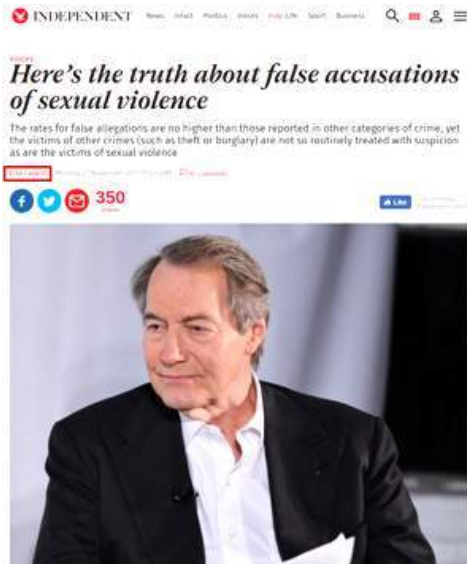 INDEPENDENT News Politics Voices Life Sport Business
VOICES
Here's the truth about false accusations
of sexual violence
The rates for false allegations are no higher than those reported in other categories of crime, yet
the victims of other crimes (such as theft or burglary) are not so routinely treated with suspicion
as are the victims of sexual violence
350
Like